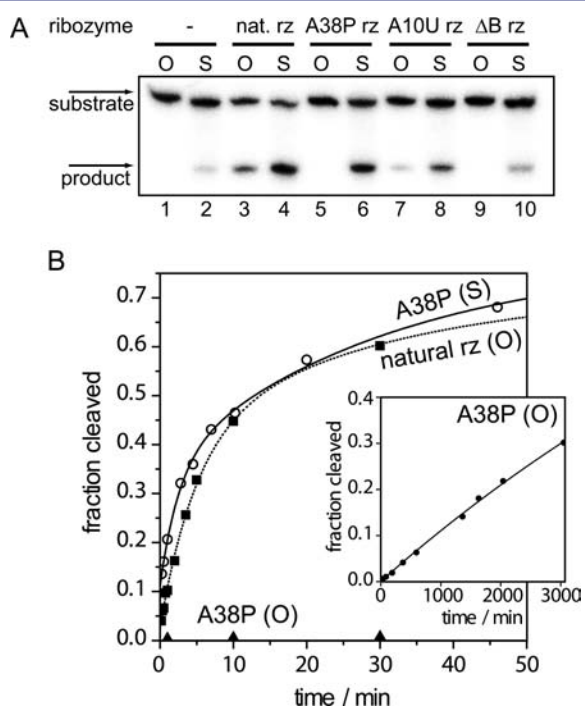 A
ribozyme - nat. rz A38P rz A10U rz ΔB rz
O S O S O S O S O S
substrate
product
1 2 3 4 5 6 7 8 9 10
B
fraction cleaved
0.7
0.6
0.5
0.4
0.3
0.2
0.1
0.0
A38P (S)
natural rz (O)
A38P (O)
0 10 20 30 40 50
time / min
A38P (O)
fraction cleaved
0.4
0.3
0.2
0.1
0.0
0 1000 2000 3000
time / min